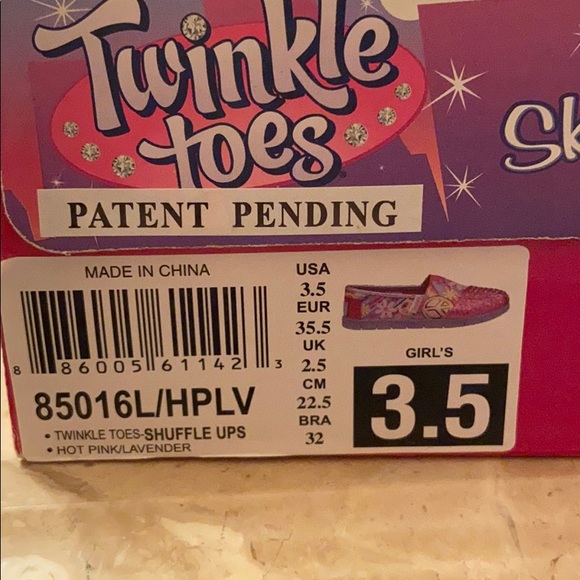 Twinkle
toes®
Sk
PATENT PENDING
MADE IN CHINA
8 86005 61142 3
85016L/HPLV
• TWINKLE TOES-SHUFFLE UPS
• HOT PINK/LAVENDER
USA
3.5
EUR
35.5
UK
2.5
CM
22.5
BRA
32
GIRL'S
3.5